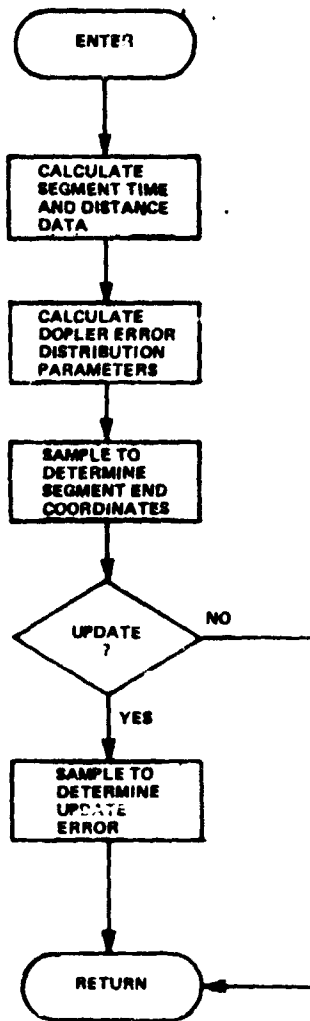 ENTER
CALCULATE
SEGMENT TIME
AND DISTANCE
DATA
CALCULATE
DOPLER ERROR
DISTRIBUTION
PARAMETERS
SAMPLE TO
DETERMINE
SEGMENT END
COORDINATES
UPDATE
?
NO
YES
SAMPLE TO
DETERMINE
UPDATE
ERROR
RETURN